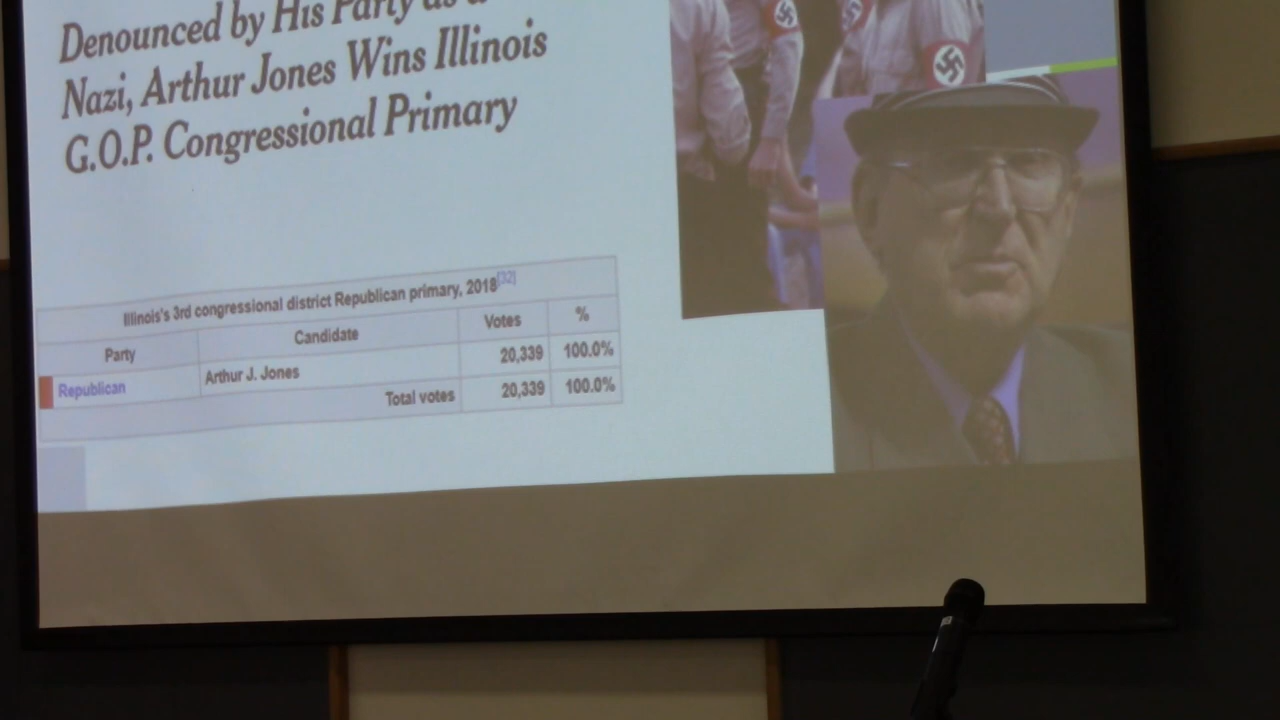 Denounced by His Party as a
Nazi, Arthur Jones Wins Illinois
G.O.P. Congressional Primary
Illinois's 3rd congressional district Republican primary, 2018[32]
Party Candidate Votes %
Republican Arthur J. Jones 20,339 100.0%
Total votes 20,339 100.0%